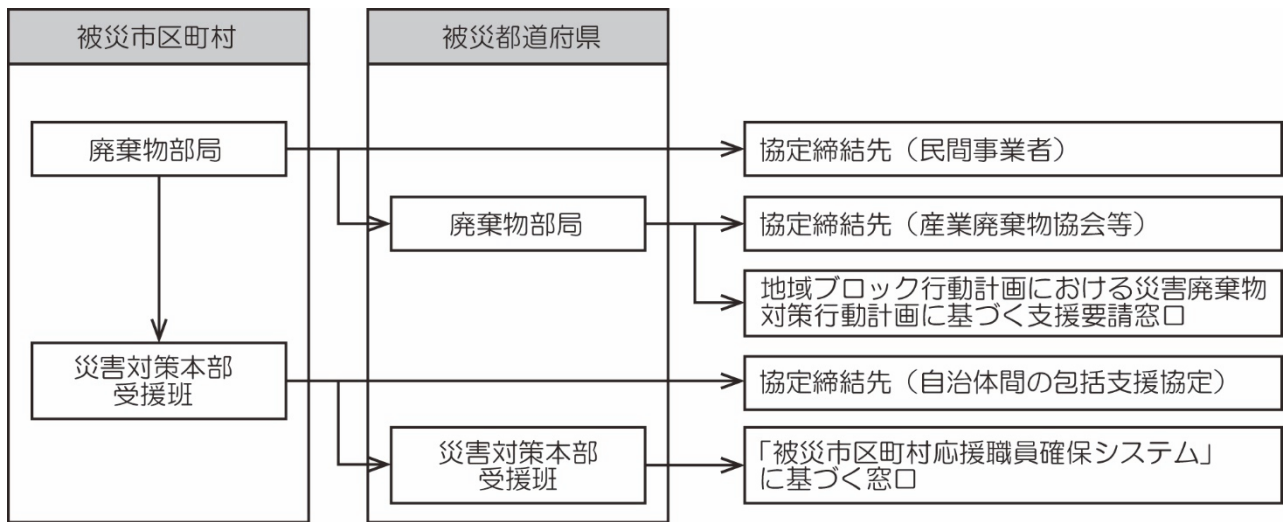 被災市区町村
被災都道府県
廃棄物部局
協定締結先（民間事業者）
廃棄物部局
協定締結先（産業廃棄物協会等）
地域ブロック行動計画における災害廃棄物
対策行動計画に基づく支援要請窓口
災害対策本部
受援班
協定締結先（自治体間の包括支援協定）
災害対策本部
受援班
「被災市区町村応援職員確保システム」
に基づく窓口